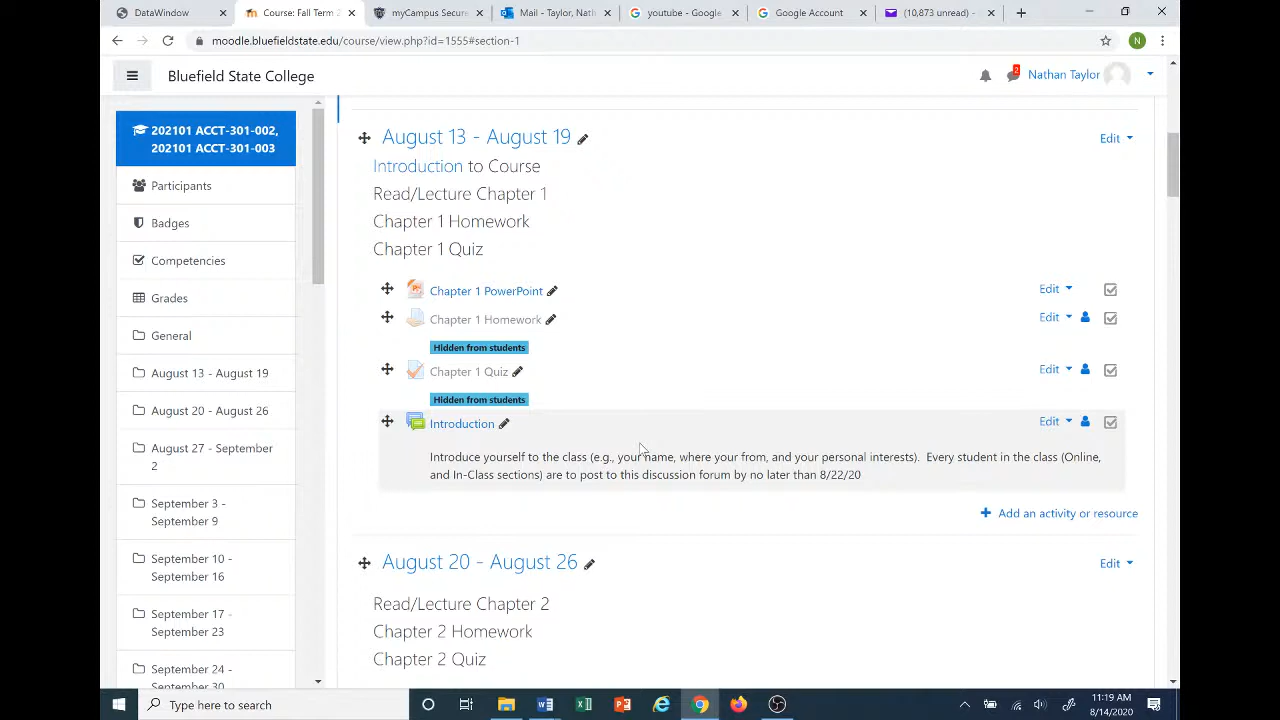 DataWindow
Course: Fall Term 2
myCampus Secure
Mail - Taylor, Nath
youtube - Google
Google Account
(10,873 unread) -
moodle.bluefieldstate.edu/course/view.php?id=1555#section-1
N
Bluefield State College
2
Nathan Taylor
202101 ACCT-301-002,
202101 ACCT-301-003
Participants
Badges
Competencies
Grades
General
August 13 - August 19
August 20 - August 26
August 27 - September
2
September 3 -
September 9
September 10 -
September 16
September 17 -
September 23
September 24 -
September 30
August 13 - August 19
Edit
Introduction to Course
Read/Lecture Chapter 1
Chapter 1 Homework
Chapter 1 Quiz
Chapter 1 PowerPoint
Edit
Chapter 1 Homework
Edit
Hidden from students
Chapter 1 Quiz
Edit
Hidden from students
Introduction
Edit
Introduce yourself to the class (e.g., your name, where your from, and your personal interests). Every student in the class (Online,
and In-Class sections) are to post to this discussion forum by no later than 8/22/20
Add an activity or resource
August 20 - August 26
Edit
Read/Lecture Chapter 2
Chapter 2 Homework
Chapter 2 Quiz
Type here to search
11:19 AM
8/14/2020